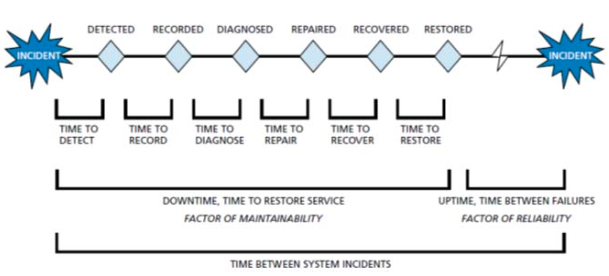 DETECTED RECORDED DIAGNOSED REPAIRED RECOVERED RESTORED
INCIDENT INCIDENT
TIME TO TIME TO TIME TO TIME TO TIME TO TIME TO
DETECT RECORD DIAGNOSE REPAIR RECOVER RESTORE
DOWNTIME, TIME TO RESTORE SERVICE UPTIME, TIME BETWEEN FAILURES
FACTOR OF MAINTAINABILITY FACTOR OF RELIABILITY
TIME BETWEEN SYSTEM INCIDENTS